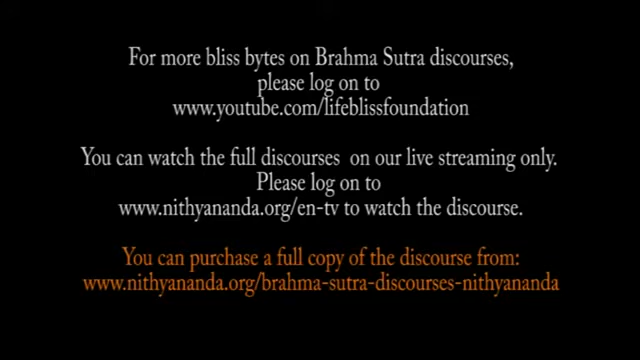 For more bliss bytes on Brahma Sutra discourses,
please log on to
www.youtube.com/lifeblissfoundation
You can watch the full discourses on our live streaming only.
Please log on to
www.nithyananda.org/en-tv to watch the discourse.
You can purchase a full copy of the discourse from:
www.nithyananda.org/brahma-sutra-discourses-nithyananda